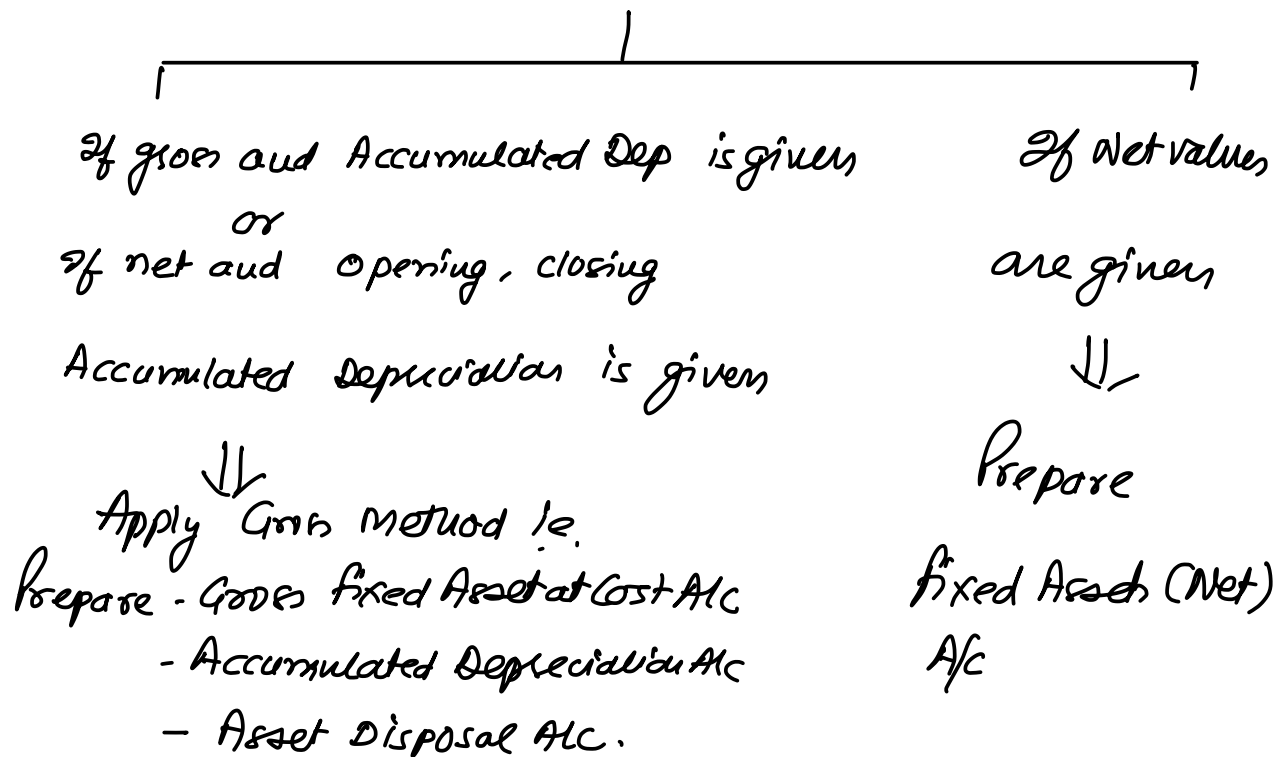 If gross and Accumulated Dep is given
or
If net and opening, closing
Accumulated Depreciation is given
⇓
Apply Gross Method ie.
Prepare - Gross fixed Asset at Cost A/c
- Accumulated Depreciation A/c
- Asset Disposal A/c.
If Net values
are given
⇓
Prepare
fixed Assets (Net)
A/c